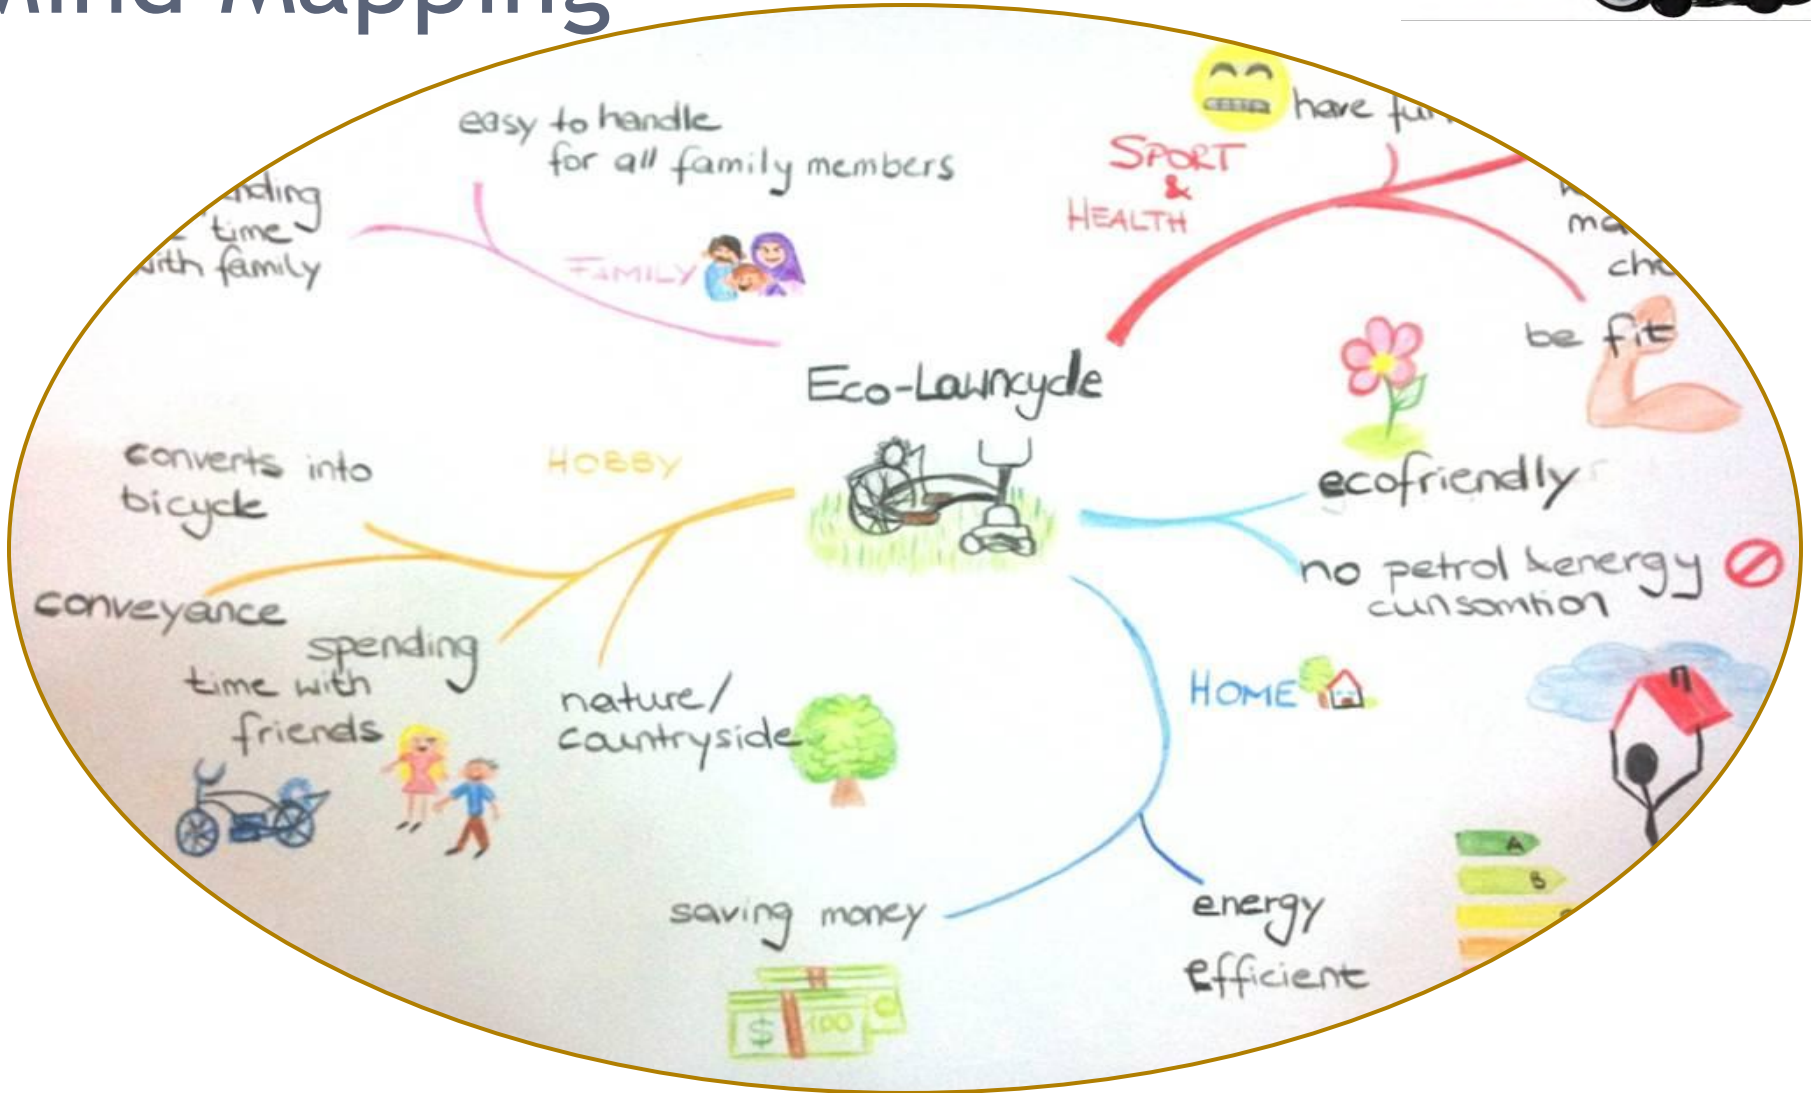 Mind Mapping
easy to handle
for all family members
time
with family
FAMILY
SPORT
&
HEALTH
have fun
be fit
Eco-Lawncycle
converts into
bicycle
HOBBY
conveyance
spending
time with
friends
nature/
countryside
ecofriendly
no petrol & energy
cunsomtion
HOME
saving money
$ 100
energy
efficient
A
B